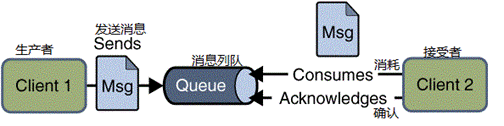 生产者
Client 1
发送消息
Sends
Msg
消息列队
Queue
Msg
Consumes
消耗
Acknowledges
确认
接受者
Client 2